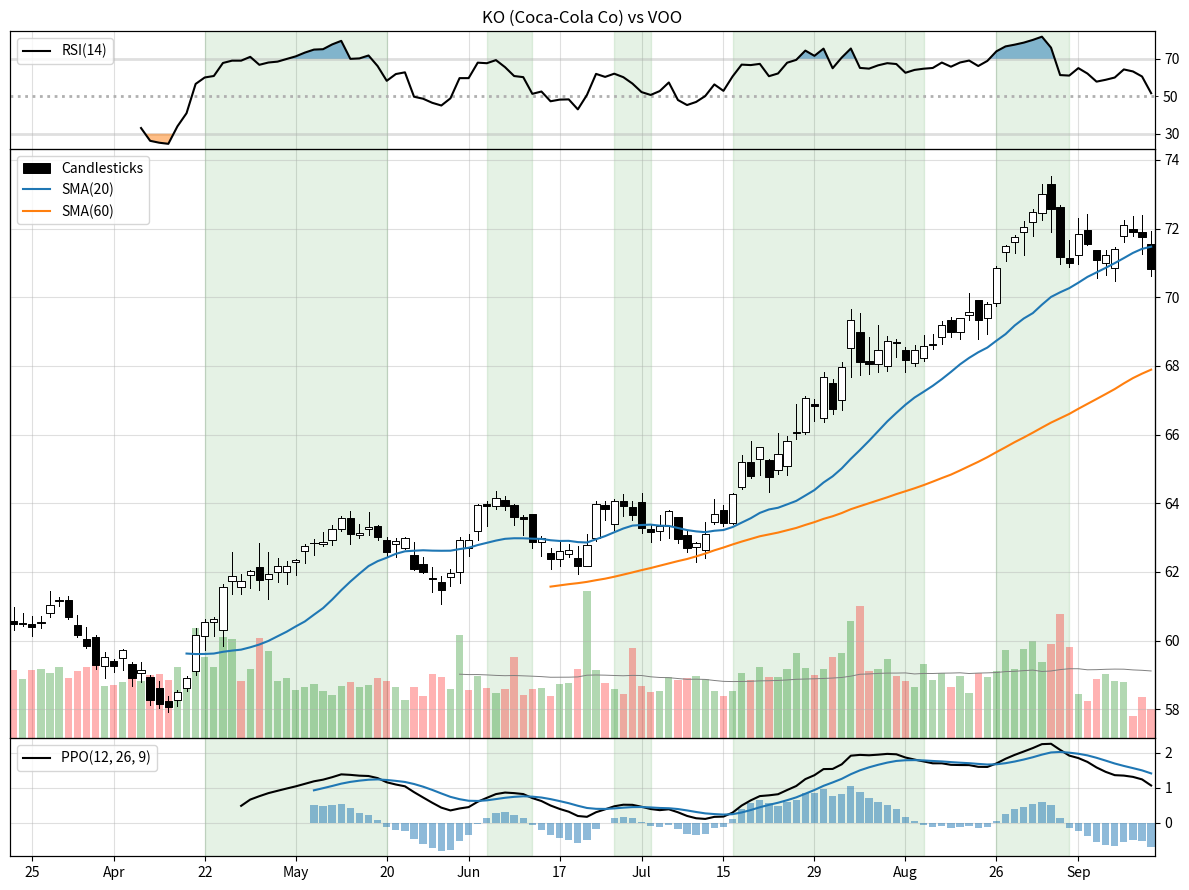 KO (Coca-Cola Co) vs VOO
RSI(14)
70
50
30
Candlesticks
SMA(20)
SMA(60)
74
72
70
68
66
64
62
60
58
PPO(12, 26, 9)
2
1
0
25 Apr 22 May 20 Jun 17 Jul 15 29 Aug 26 Sep